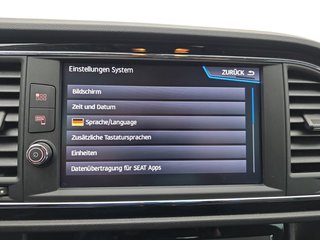 Einstellungen System
ZURÜCK
Bildschirm
Zeit und Datum
Sprache/Language
Zusätzliche Tastatursprachen
Einheiten
Datenübertragung für SEAT Apps